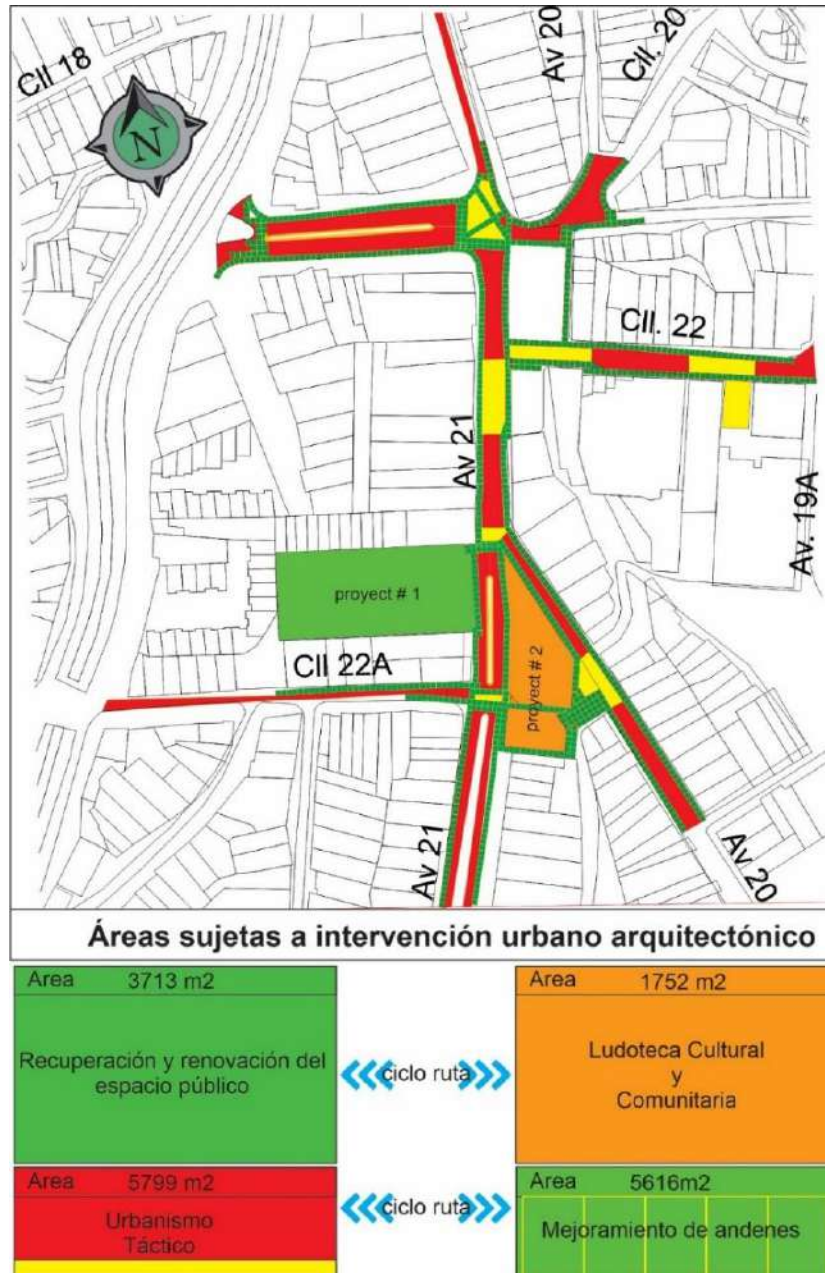 Cll 18
Av 20
Cll. 20
N
Cll. 22
Av 21
Av. 19A
proyect # 1
Cll 22A
proyect # 2
Av 21
Av 20
Áreas sujetas a intervención urbano arquitectónico
Area 3713 m2
Recuperación y renovación del
espacio público
ciclo ruta
Area 1752 m2
Ludoteca Cultural
y
Comunitaria
Area 5799 m2
Urbanismo
Táctico
ciclo ruta
Area 5616m2
Mejoramiento de andenes